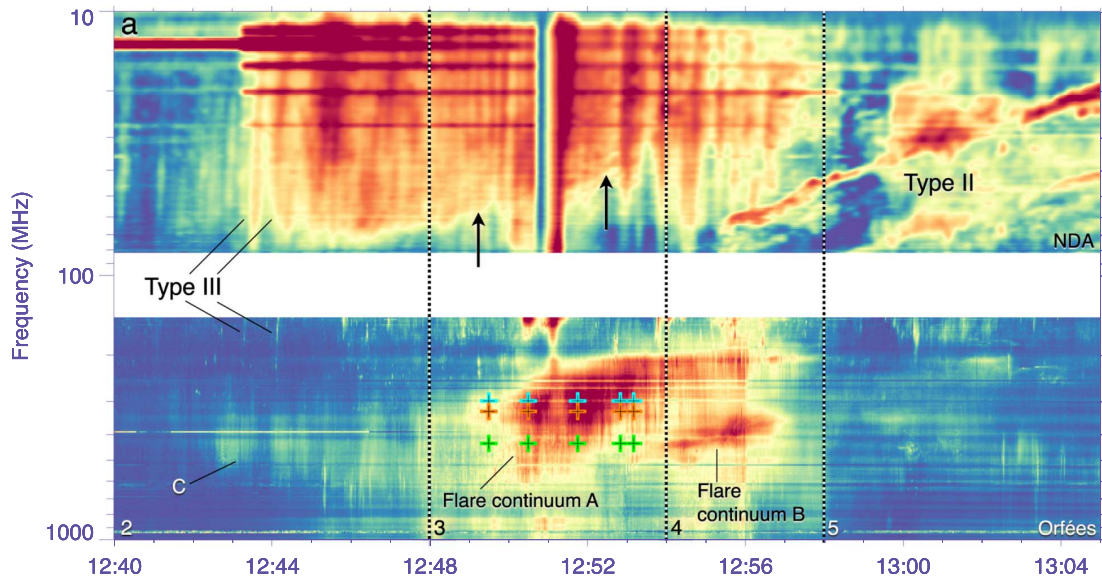 10
a
Type II
NDA
Frequency (MHz)
100
Type III
C
Flare continuum A
Flare
continuum B
1000
2
3
4
5
Orfées
12:40
12:44
12:48
12:52
12:56
13:00
13:04